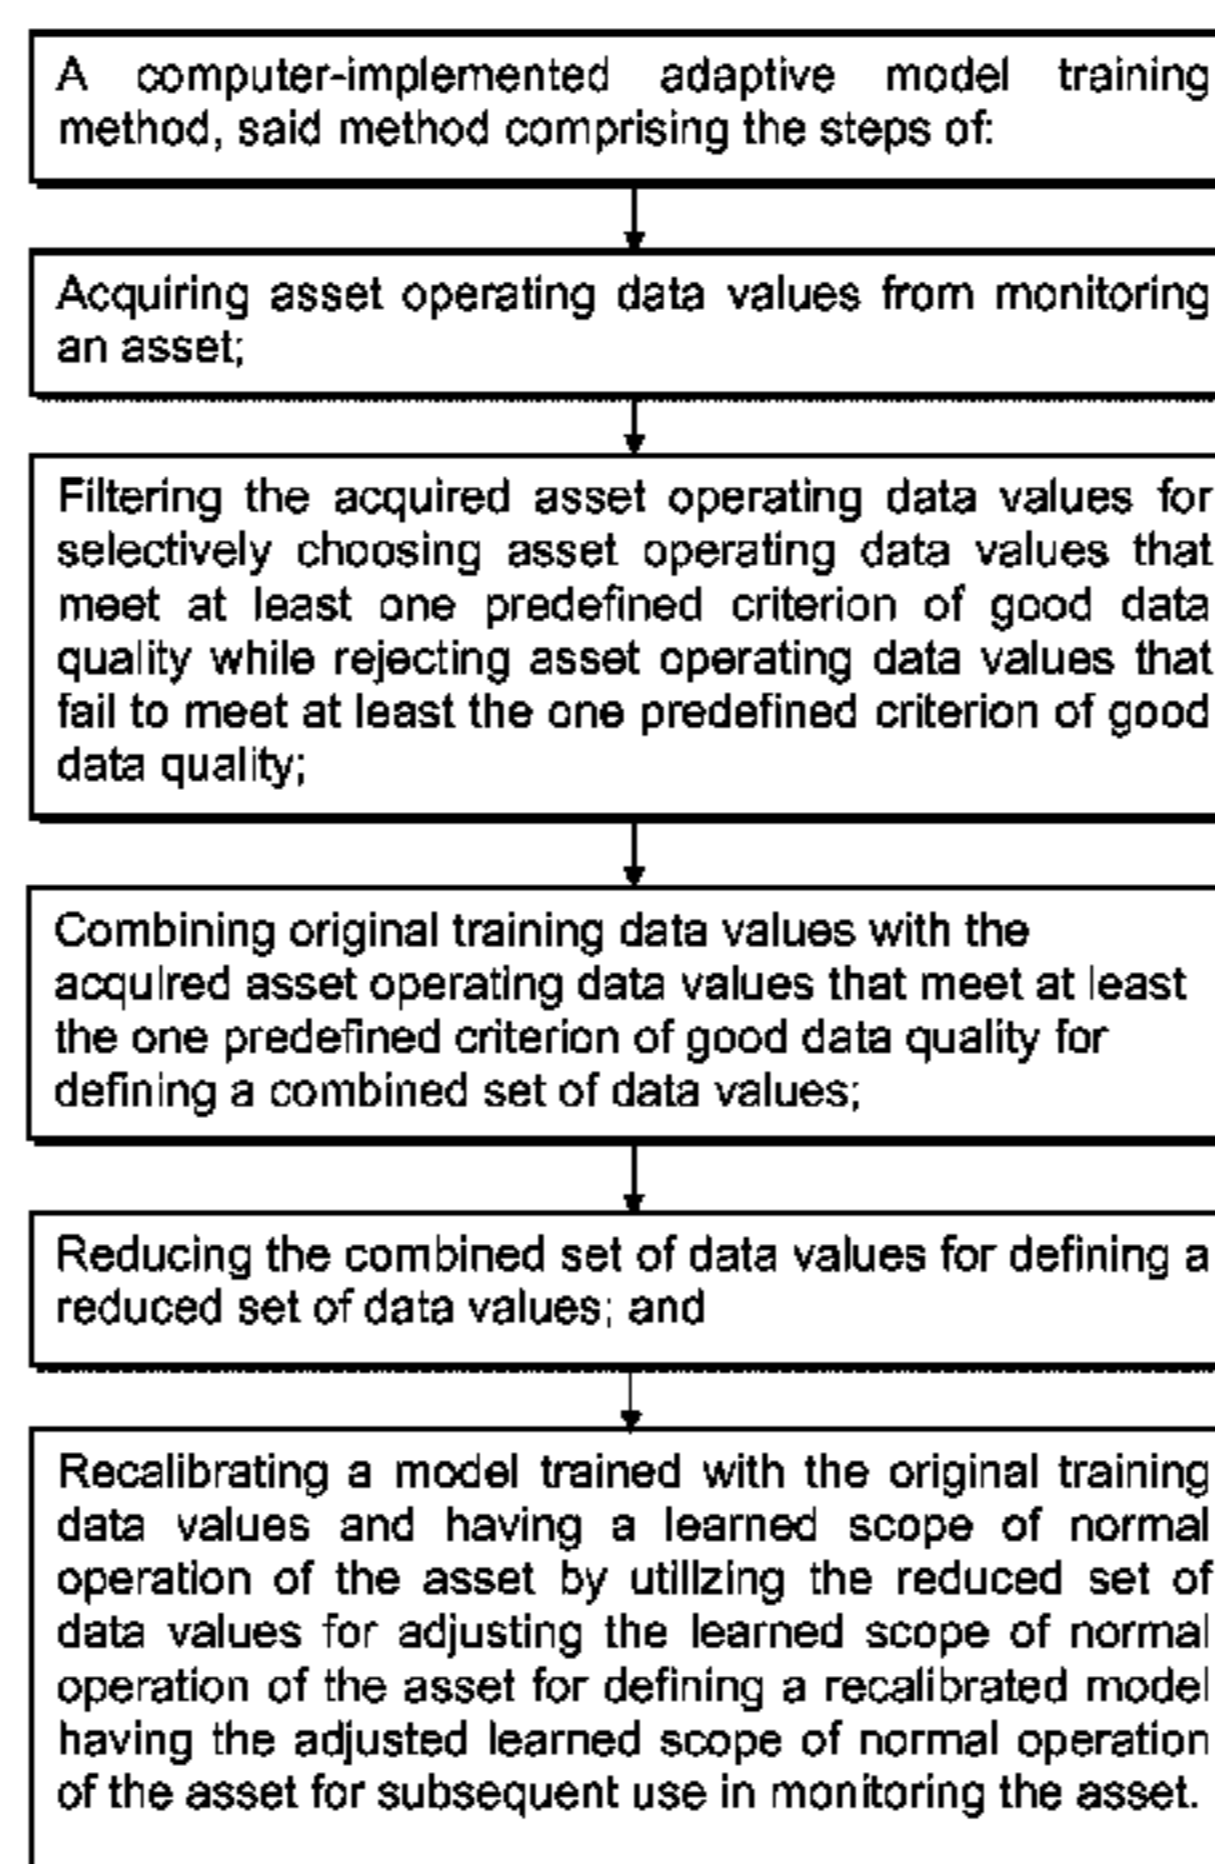 A computer-implemented adaptive model training
method, said method comprising the steps of:
Acquiring asset operating data values from monitoring
an asset;
Filtering the acquired asset operating data values for
selectively choosing asset operating data values that
meet at least one predefined criterion of good data
quality while rejecting asset operating data values that
fail to meet at least the one predefined criterion of good
data quality;
Combining original training data values with the
acquired asset operating data values that meet at least
the one predefined criterion of good data quality for
defining a combined set of data values;
Reducing the combined set of data values for defining a
reduced set of data values; and
Recalibrating a model trained with the original training
data values and having a learned scope of normal
operation of the asset by utilizing the reduced set of
data values for adjusting the learned scope of normal
operation of the asset for defining a recalibrated model
having the adjusted learned scope of normal operation
of the asset for subsequent use in monitoring the asset.